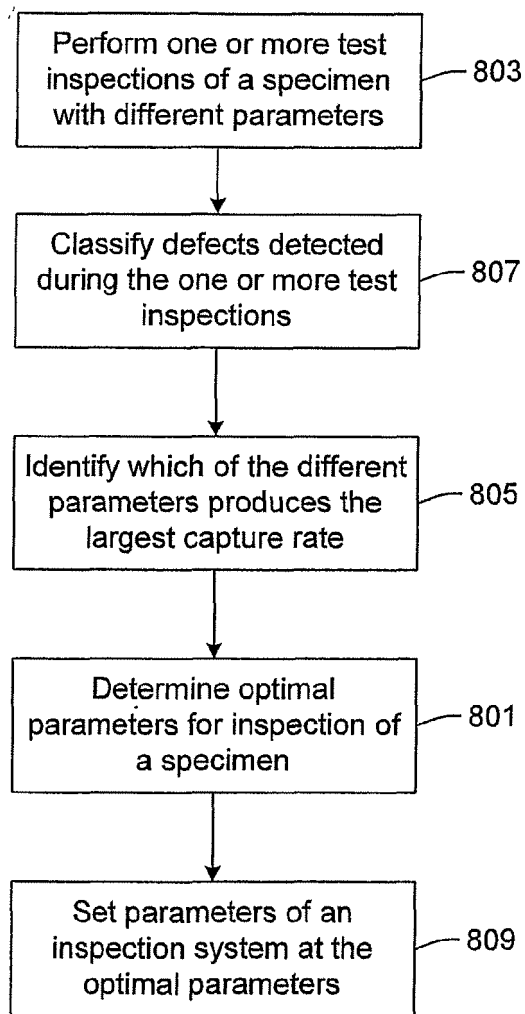 Perform one or more test
inspections of a specimen
with different parameters
803
Classify defects detected
during the one or more test
inspections
807
Identify which of the different
parameters produces the
largest capture rate
805
Determine optimal
parameters for inspection of
a specimen
801
Set parameters of an
inspection system at the
optimal parameters
809